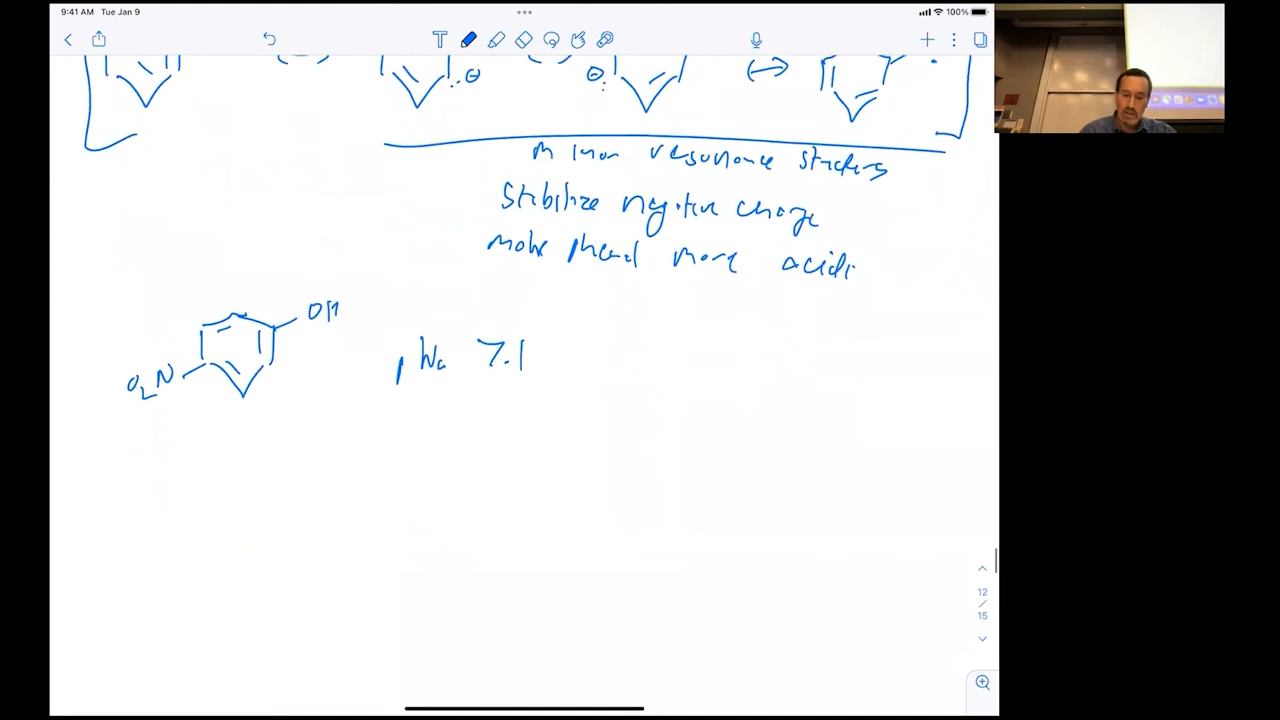 9:41 AM Tue Jan 9
100%
T
minor resonance structures
Stabilize negative charge
make phenol more acidic
OH
O2N
pKa 7.1
12
15